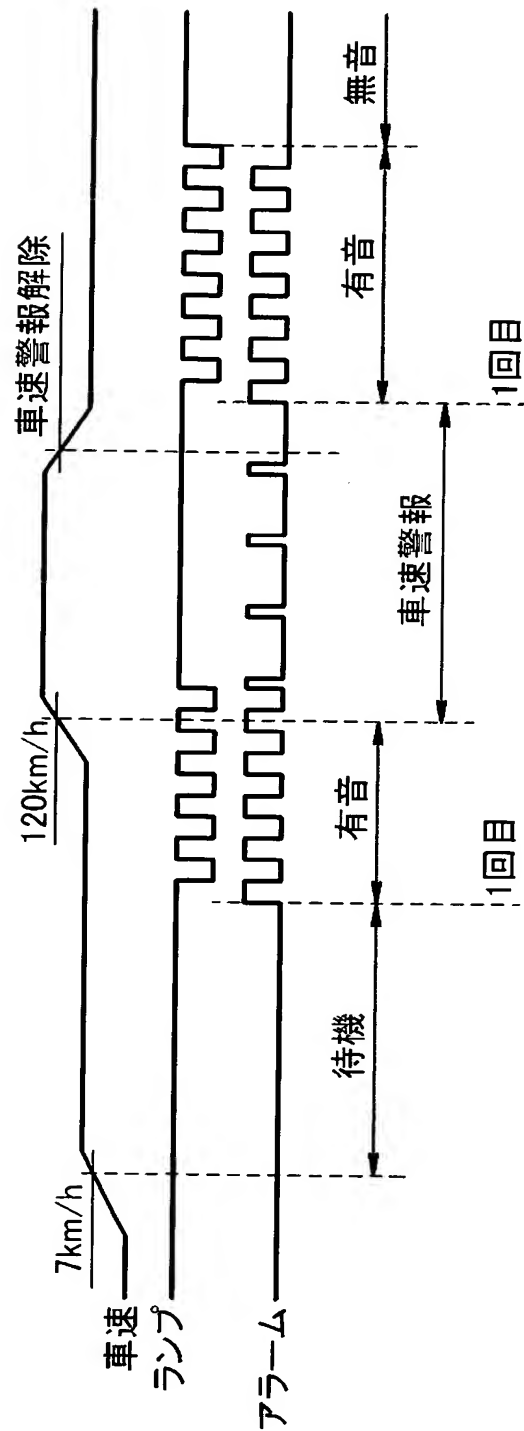 車速
ランプ
アラーム
7km/h
120km/h
車速警報解除
待機
有音
車速警報
有音
無音
1回目
1回目